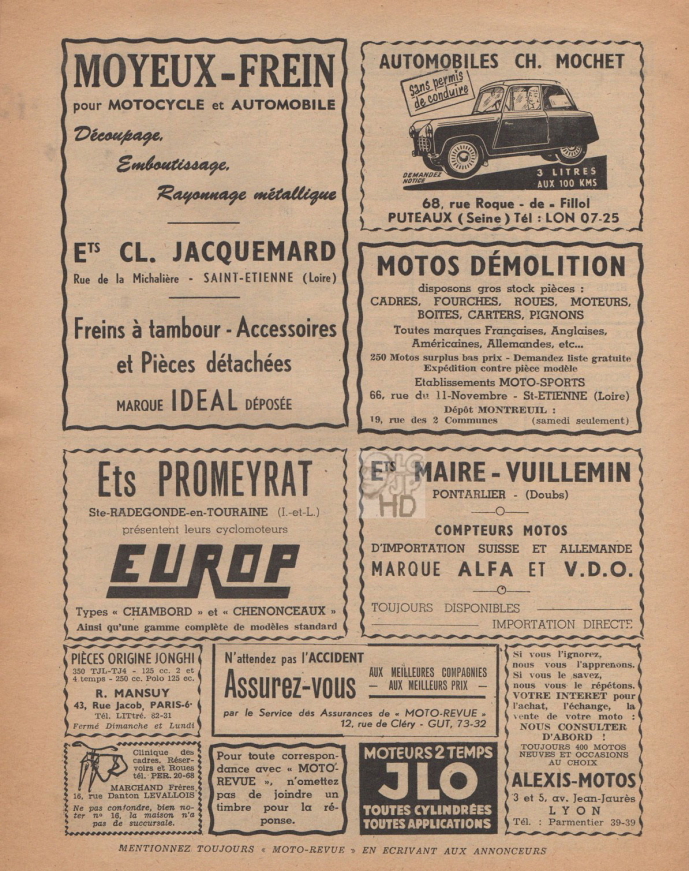 MOYEUX-FREIN
pour MOTOCYCLE et AUTOMOBILE
Découpage,
Emboutissage,
Rayonnage métallique
ETS CL. JACQUEMARD
Rue de la Michalière - SAINT-ETIENNE (Loire)
Freins à tambour - Accessoires
et Pièces détachées
MARQUE IDEAL DÉPOSÉE
AUTOMOBILES CH. MOCHET
Sans permis
de conduire
DEMANDEZ
NOTICE
3 LITRES
AUX 100 KMS
68, rue Roque - de - Fillol
PUTEAUX (Seine) Tél : LON 07-25
MOTOS DÉMOLITION
disposons gros stock pièces :
CADRES, FOURCHES, ROUES, MOTEURS,
BOITES, CARTERS, PIGNONS
Toutes marques Françaises, Anglaises,
Américaines, Allemandes, etc...
250 Motos surplus bas prix - Demandez liste gratuite
Expédition contre pièce modèle
Etablissements MOTO-SPORTS
66, rue du 11-Novembre - St-ETIENNE (Loire)
Dépôt MONTREUIL :
19, rue des 2 Communes (samedi seulement)
Ets PROMEYRAT
Ste-RADEGONDE-en-TOURAINE (I.-et-L.)
présentent leurs cyclomoteurs
EUROP
Types « CHAMBORD » et « CHENONCEAUX »
Ainsi qu'une gamme complète de modèles standard
Ets MAIRE-VUILLEMIN
PONTARLIER - (Doubs)
COMPTEURS MOTOS
D'IMPORTATION SUISSE ET ALLEMANDE
MARQUE ALFA ET V.D.O.
TOUJOURS DISPONIBLES
IMPORTATION DIRECTE
HD
PIÈCES ORIGINE JONGHI
350 TJL-TJ4 - 125 cc. 2 et
4 temps - 250 cc. Polo 125 cc.
R. MANSUY
43, Rue Jacob, PARIS-6e
Tél. LITtré. 62-31
Fermé Dimanche et Lundi
N'attendez pas l'ACCIDENT
Assurez-vous
AUX MEILLEURES COMPAGNIES
— AUX MEILLEURS PRIX —
par le Service des Assurances de « MOTO-REVUE »
12, rue de Cléry - GUT, 73-32
Si vous l'ignorez,
nous vous l'apprenons.
Si vous le savez,
nous vous le répétons.
VOTRE INTERET pour
l'achat, l'échange, la
vente de votre moto :
NOUS CONSULTER
D'ABORD !
TOUJOURS 400 MOTOS
NEUVES ET OCCASIONS
AU CHOIX
ALEXIS-MOTOS
3 et 5, av. Jean-Jaurès
LYON
Tél. : Parmentier 39-39
Clinique des
cadres. Réser-
voirs et Roues
tél. PER. 20-68
MARCHAND Frères
16, rue Danton LEVALLOIS
Ne pas confondre, bien no-
ter n° 16, la maison n'a
pas de succursale.
Pour toute correspon-
dance avec « MOTO-
REVUE », n'omettez
pas de joindre un
timbre pour la ré-
ponse.
MOTEURS 2 TEMPS
JLO
TOUTES CYLINDRÉES
TOUTES APPLICATIONS
MENTIONNEZ TOUJOURS « MOTO-REVUE » EN ECRIVANT AUX ANNONCEURS